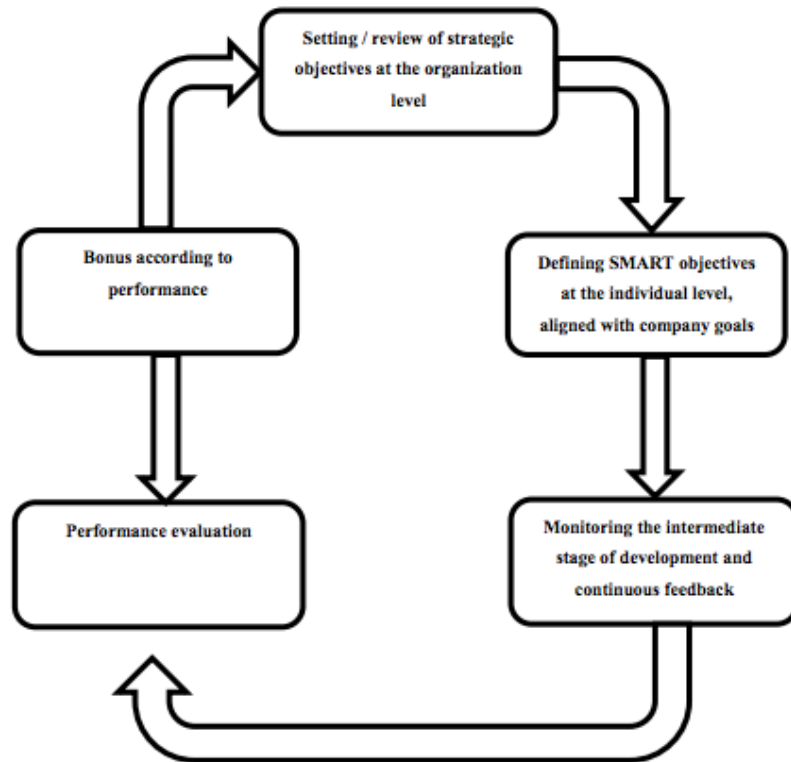 Setting / review of strategic
objectives at the organization
level
Bonus according to
performance
Defining SMART objectives
at the individual level,
aligned with company goals
Performance evaluation
Monitoring the intermediate
stage of development and
continuous feedback